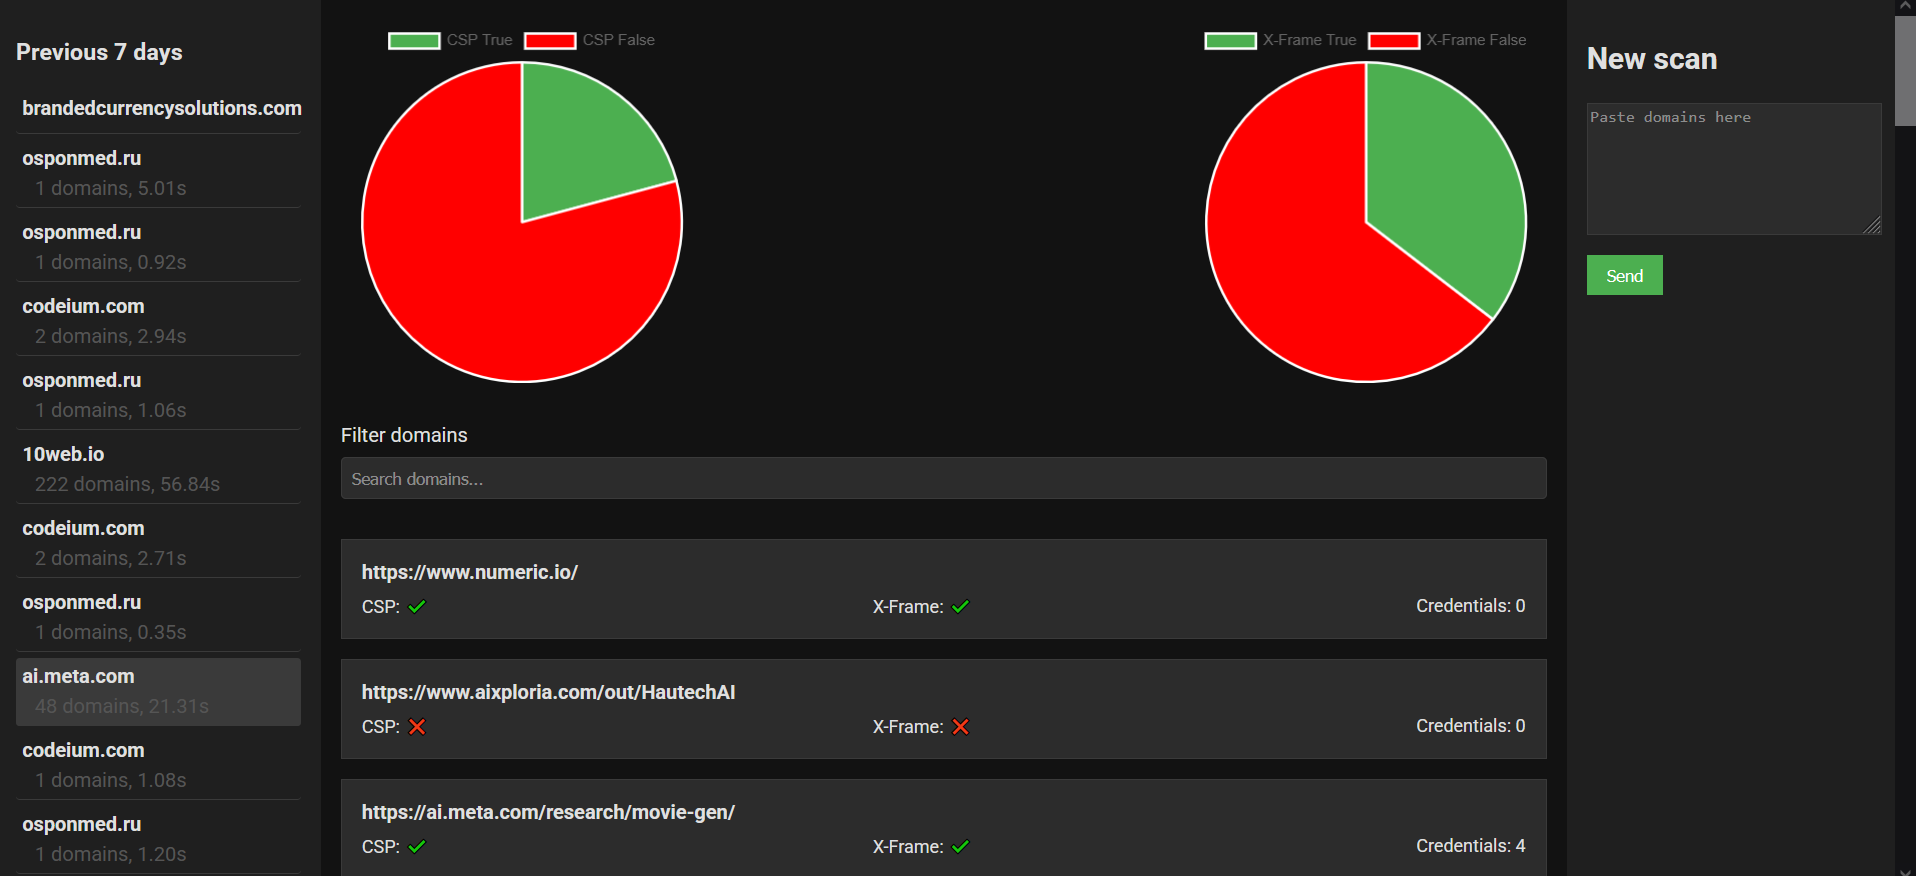 Previous 7 days
brandedcurrencysolutions.com
osponmed.ru
1 domains, 5.01s
osponmed.ru
1 domains, 0.92s
codeium.com
2 domains, 2.94s
osponmed.ru
1 domains, 1.06s
10web.io
222 domains, 56.84s
codeium.com
2 domains, 2.71s
osponmed.ru
1 domains, 0.35s
ai.meta.com
48 domains, 21.31s
codeium.com
1 domains, 1.08s
osponmed.ru
1 domains, 1.20s
CSP True CSP False
X-Frame True X-Frame False
Filter domains
Search domains...
https://www.numeric.io/
CSP: X-Frame: Credentials: 0
https://www.aixploria.com/out/HautechAI
CSP: X-Frame: Credentials: 0
https://ai.meta.com/research/movie-gen/
CSP: X-Frame: Credentials: 4
New scan
Paste domains here
Send